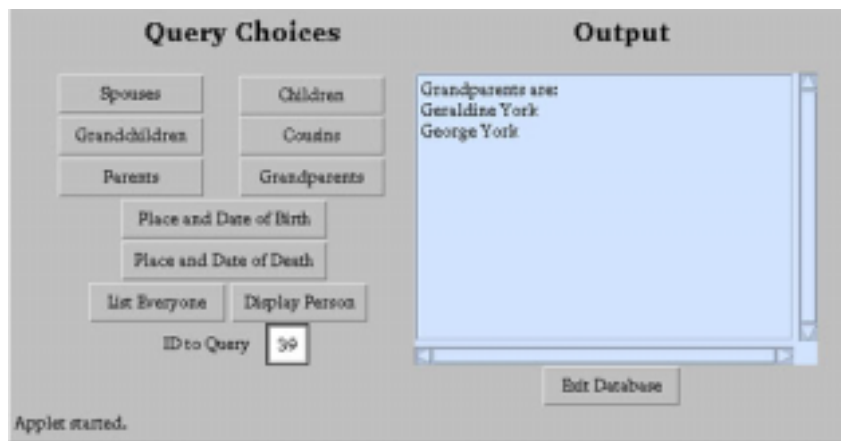 Query Choices
Output
Spouses
Children
Grandchildren
Cousins
Parents
Grandparents
Place and Date of Birth
Place and Date of Death
List Everyone
Display Person
ID to Query
39
Grandparents are:
Geraldine York
George York
Exit Database
Applet started.